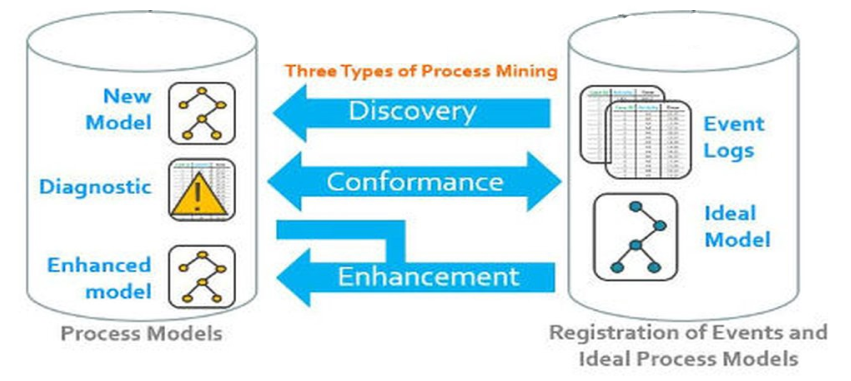 Three Types of Process Mining
New
Model
Discovery
Event
Logs
Diagnostic
!
Conformance
Ideal
Model
Enhanced
model
Enhancement
Process Models
Registration of Events and
Ideal Process Models